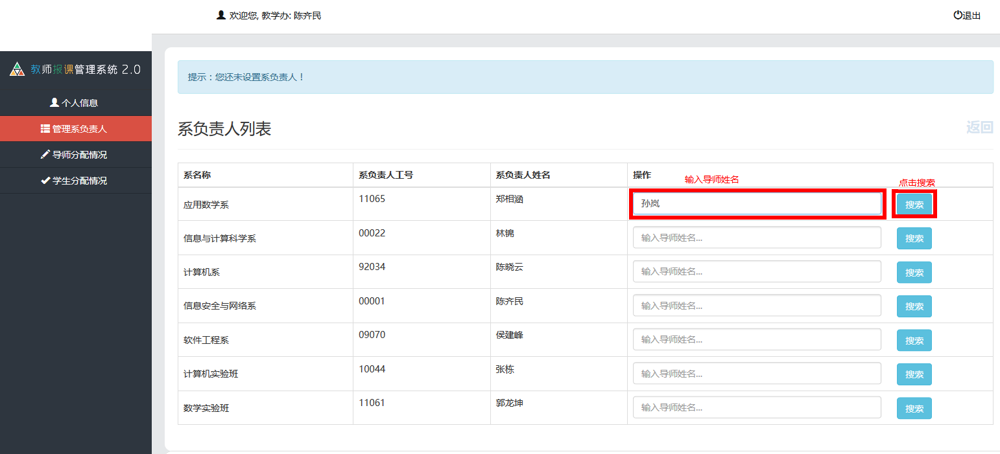 欢迎您, 教学办: 陈齐民
退出
教师报课管理系统 2.0
个人信息
管理系负责人
导师分配情况
学生分配情况
提示：您还未设置系负责人！
系负责人列表
返回
系名称 系负责人工号 系负责人姓名 操作 输入导师姓名 点击搜索
应用数学系 11065 郑相涵 孙岚 搜索
信息与计算科学系 00022 林锦 输入导师姓名... 搜索
计算机系 92034 陈晓云 输入导师姓名... 搜索
信息安全与网络系 00001 陈齐民 输入导师姓名... 搜索
软件工程系 09070 侯建峰 输入导师姓名... 搜索
计算机实验班 10044 张栋 输入导师姓名... 搜索
数学实验班 11061 郭龙坤 输入导师姓名... 搜索